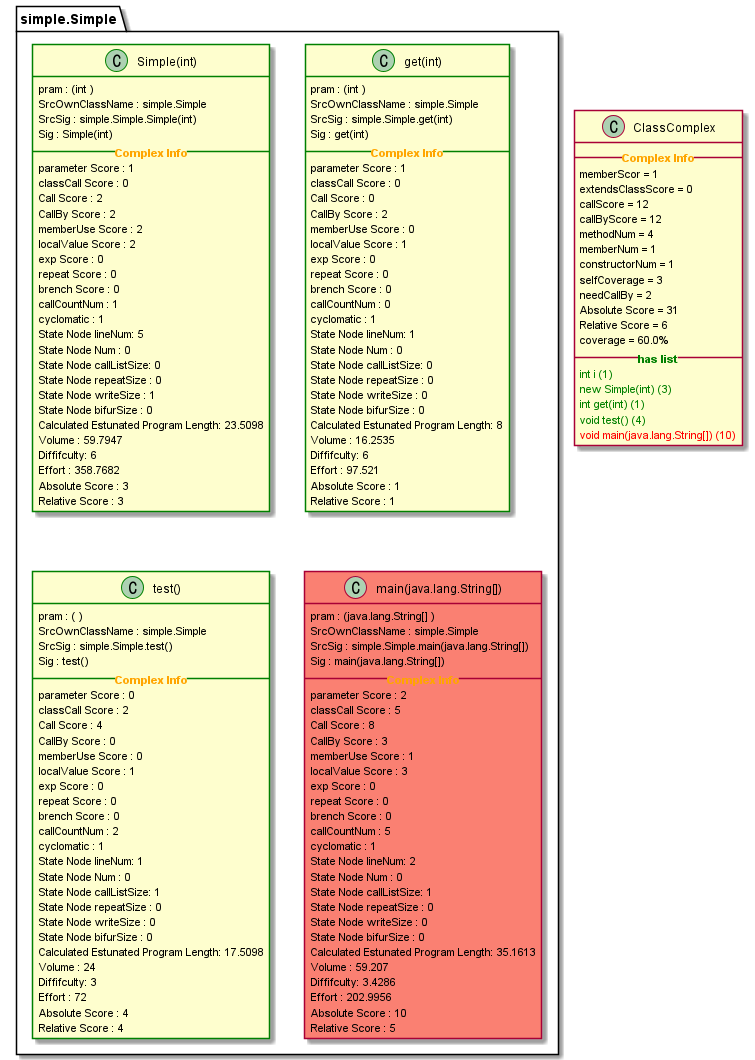 simple.Simple
C Simple(int)
pram : (int )
SrcOwnClassName : simple.Simple
SrcSig : simple.Simple.Simple(int)
Sig : Simple(int)
Complex Info
parameter Score : 1
classCall Score : 0
Call Score : 2
CallBy Score : 2
memberUse Score : 2
localValue Score : 2
exp Score : 0
repeat Score : 0
brench Score : 0
callCountNum : 1
cyclomatic : 1
State Node lineNum: 5
State Node Num : 0
State Node callListSize: 0
State Node repeatSize : 0
State Node writeSize : 1
State Node bifurSize : 0
Calculated Estunated Program Length: 23.5098
Volume : 59.7947
Diffifculty: 6
Effort : 358.7682
Absolute Score : 3
Relative Score : 3
C get(int)
pram : (int )
SrcOwnClassName : simple.Simple
SrcSig : simple.Simple.get(int)
Sig : get(int)
Complex Info
parameter Score : 1
classCall Score : 0
Call Score : 0
CallBy Score : 2
memberUse Score : 0
localValue Score : 1
exp Score : 0
repeat Score : 0
brench Score : 0
callCountNum : 0
cyclomatic : 1
State Node lineNum: 1
State Node Num : 0
State Node callListSize: 0
State Node repeatSize : 0
State Node writeSize : 0
State Node bifurSize : 0
Calculated Estunated Program Length: 8
Volume : 16.2535
Diffifculty: 6
Effort : 97.521
Absolute Score : 1
Relative Score : 1
C ClassComplex
Complex Info
memberScor = 1
extendsClassScore = 0
callScore = 12
callByScore = 12
methodNum = 4
memberNum = 1
constructorNum = 1
selfCoverage = 3
needCallBy = 2
Absolute Score = 31
Relative Score = 6
coverage = 60.0%
has list
int i (1)
new Simple(int) (3)
int get(int) (1)
void test() (4)
void main(java.lang.String[]) (10)
C test()
pram : ( )
SrcOwnClassName : simple.Simple
SrcSig : simple.Simple.test()
Sig : test()
Complex Info
parameter Score : 0
classCall Score : 2
Call Score : 4
CallBy Score : 0
memberUse Score : 0
localValue Score : 1
exp Score : 0
repeat Score : 0
brench Score : 0
callCountNum : 2
cyclomatic : 1
State Node lineNum: 1
State Node Num : 0
State Node callListSize: 1
State Node repeatSize : 0
State Node writeSize : 0
State Node bifurSize : 0
Calculated Estunated Program Length: 17.5098
Volume : 24
Diffifculty: 3
Effort : 72
Absolute Score : 4
Relative Score : 4
C main(java.lang.String[])
pram : (java.lang.String[] )
SrcOwnClassName : simple.Simple
SrcSig : simple.Simple.main(java.lang.String[])
Sig : main(java.lang.String[])
Complex Info
parameter Score : 2
classCall Score : 5
Call Score : 8
CallBy Score : 3
memberUse Score : 1
localValue Score : 3
exp Score : 0
repeat Score : 0
brench Score : 0
callCountNum : 5
cyclomatic : 1
State Node lineNum: 2
State Node Num : 0
State Node callListSize: 1
State Node repeatSize : 0
State Node writeSize : 0
State Node bifurSize : 0
Calculated Estunated Program Length: 35.1613
Volume : 59.207
Diffifculty: 3.4286
Effort : 202.9956
Absolute Score : 10
Relative Score : 5